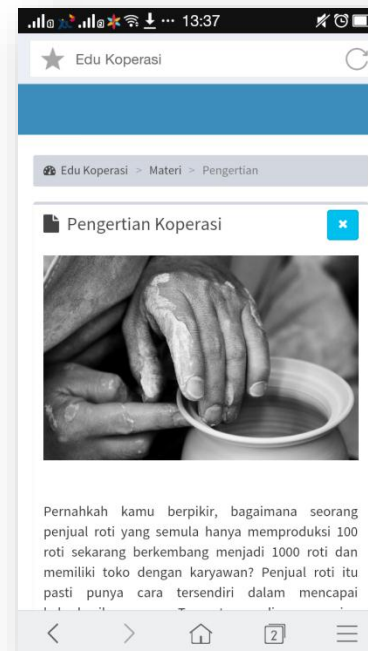 13:37
Edu Koperasi
Edu Koperasi > Materi > Pengertian
Pengertian Koperasi
Pernahkah kamu berpikir, bagaimana seorang
penjual roti yang semula hanya memproduksi 100
roti sekarang berkembang menjadi 1000 roti dan
memiliki toko dengan karyawan? Penjual roti itu
pasti punya cara tersendiri dalam mencapai
2